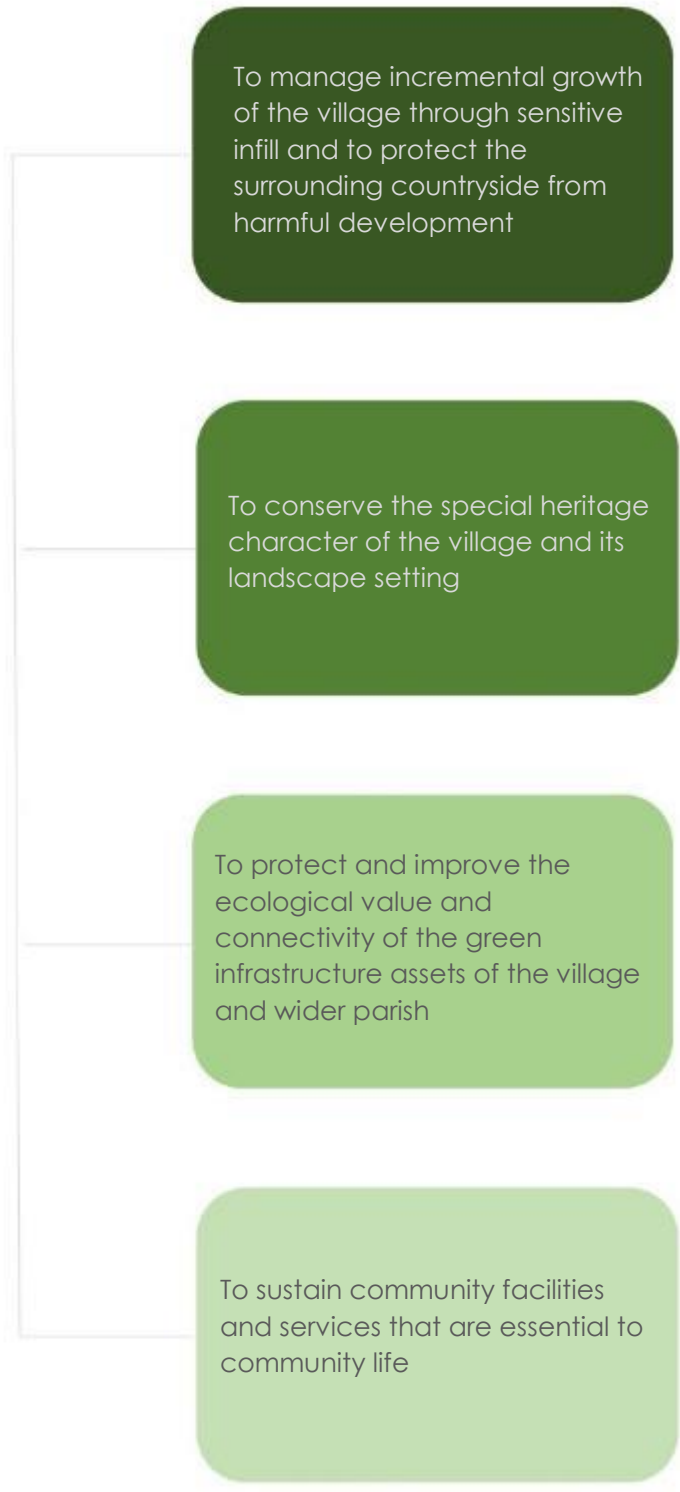 To manage incremental growth
of the village through sensitive
infill and to protect the
surrounding countryside from
harmful development
To conserve the special heritage
character of the village and its
landscape setting
To protect and improve the
ecological value and
connectivity of the green
infrastructure assets of the village
and wider parish
To sustain community facilities
and services that are essential to
community life